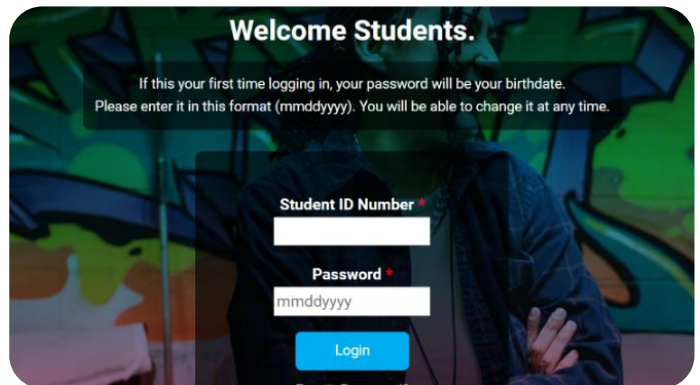 Welcome Students.
If this your first time logging in, your password will be your birthdate.
Please enter it in this format (mmddyyyy). You will be able to change it at any time.
Student ID Number *
Password *
mmddyyyy
Login